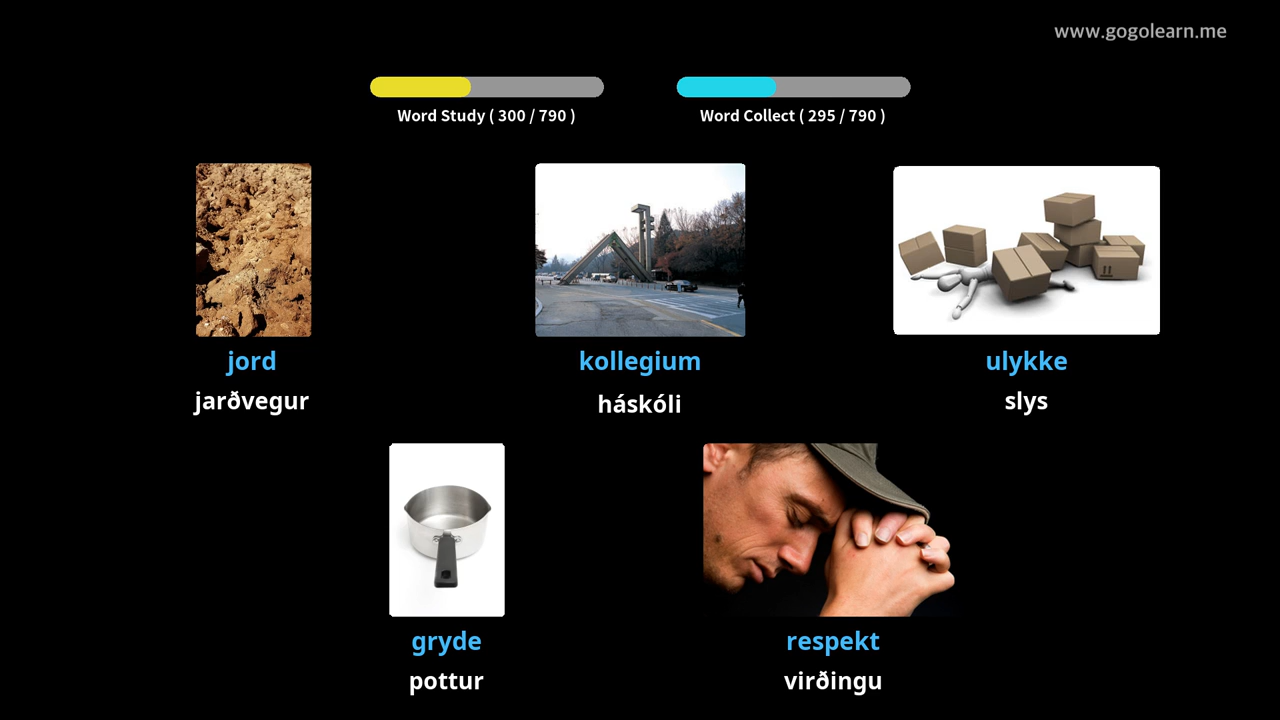 www.gogolearn.me
Word Study ( 300 / 790 )
Word Collect ( 295 / 790 )
jord
jarðvegur
kollegium
háskóli
ulykke
slys
gryde
pottur
respekt
virðingu